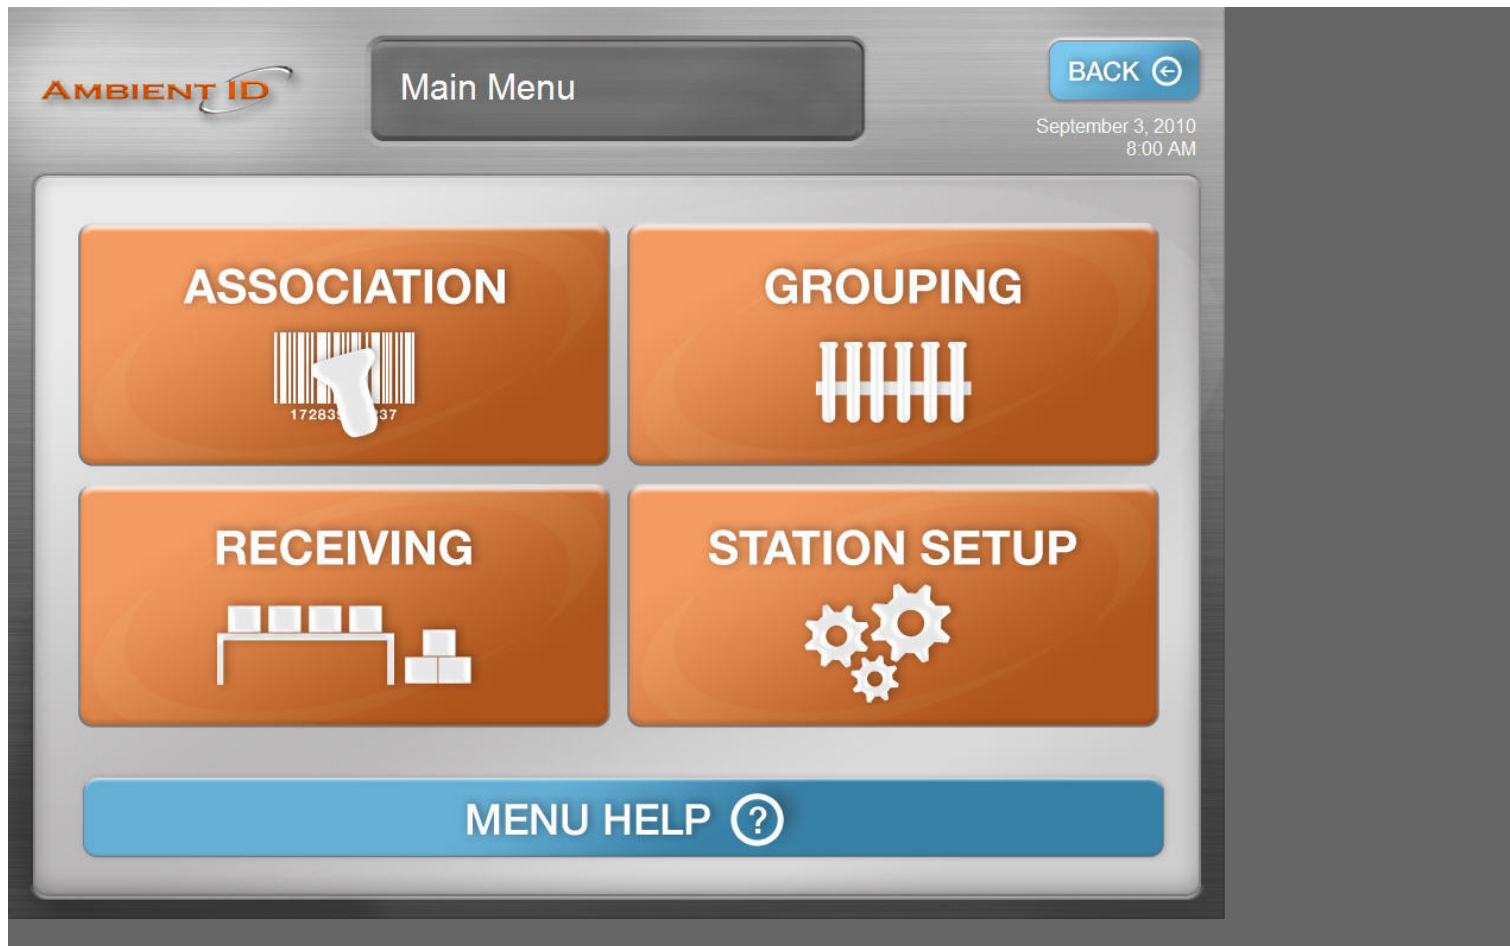 AMBIENT ID
Main Menu
BACK
September 3, 2010
8:00 AM
ASSOCIATION
GROUPING
RECEIVING
STATION SETUP
MENU HELP ?